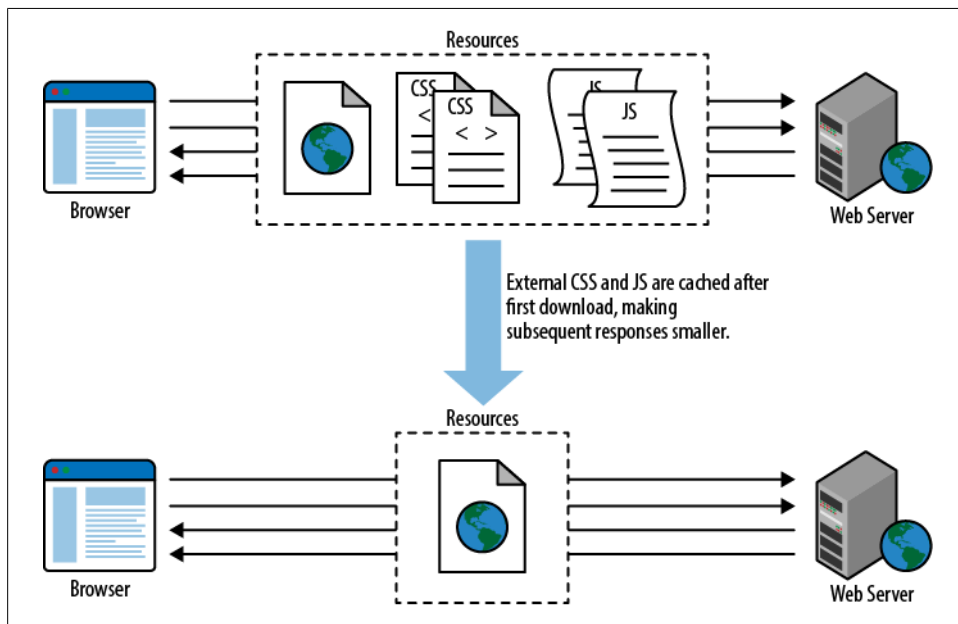 Resources
CSS
CSS
< >
JS
JS
Browser
Web Server
External CSS and JS are cached after
first download, making
subsequent responses smaller.
Resources
Browser
Web Server